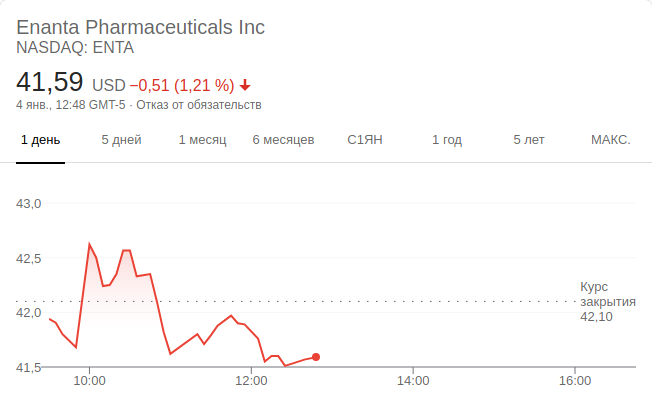 Enanta Pharmaceuticals Inc
NASDAQ: ENTA
41,59 USD −0,51 (1,21 %)
4 янв., 12:48 GMT-5 · Отказ от обязательств
1 день 5 дней 1 месяц 6 месяцев С1ЯН 1 год 5 лет МАКС.
43,0
42,5
Курс
закрытия
42,10
42,0
41,5
10:00 12:00 14:00 16:00